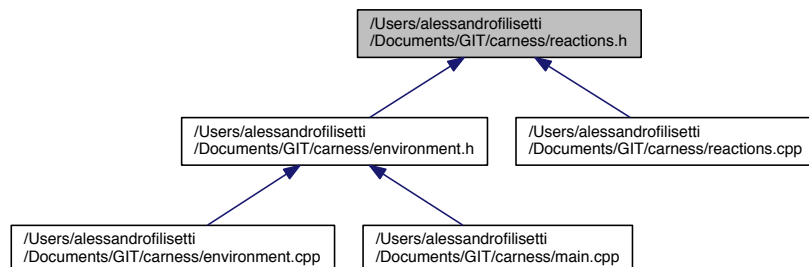 /Users/alessandrofilisetti
/Documents/GIT/carness/reactions.h
/Users/alessandrofilisetti
/Documents/GIT/carness/environment.h
/Users/alessandrofilisetti
/Documents/GIT/carness/reactions.cpp
/Users/alessandrofilisetti
/Documents/GIT/carness/environment.cpp
/Users/alessandrofilisetti
/Documents/GIT/carness/main.cpp